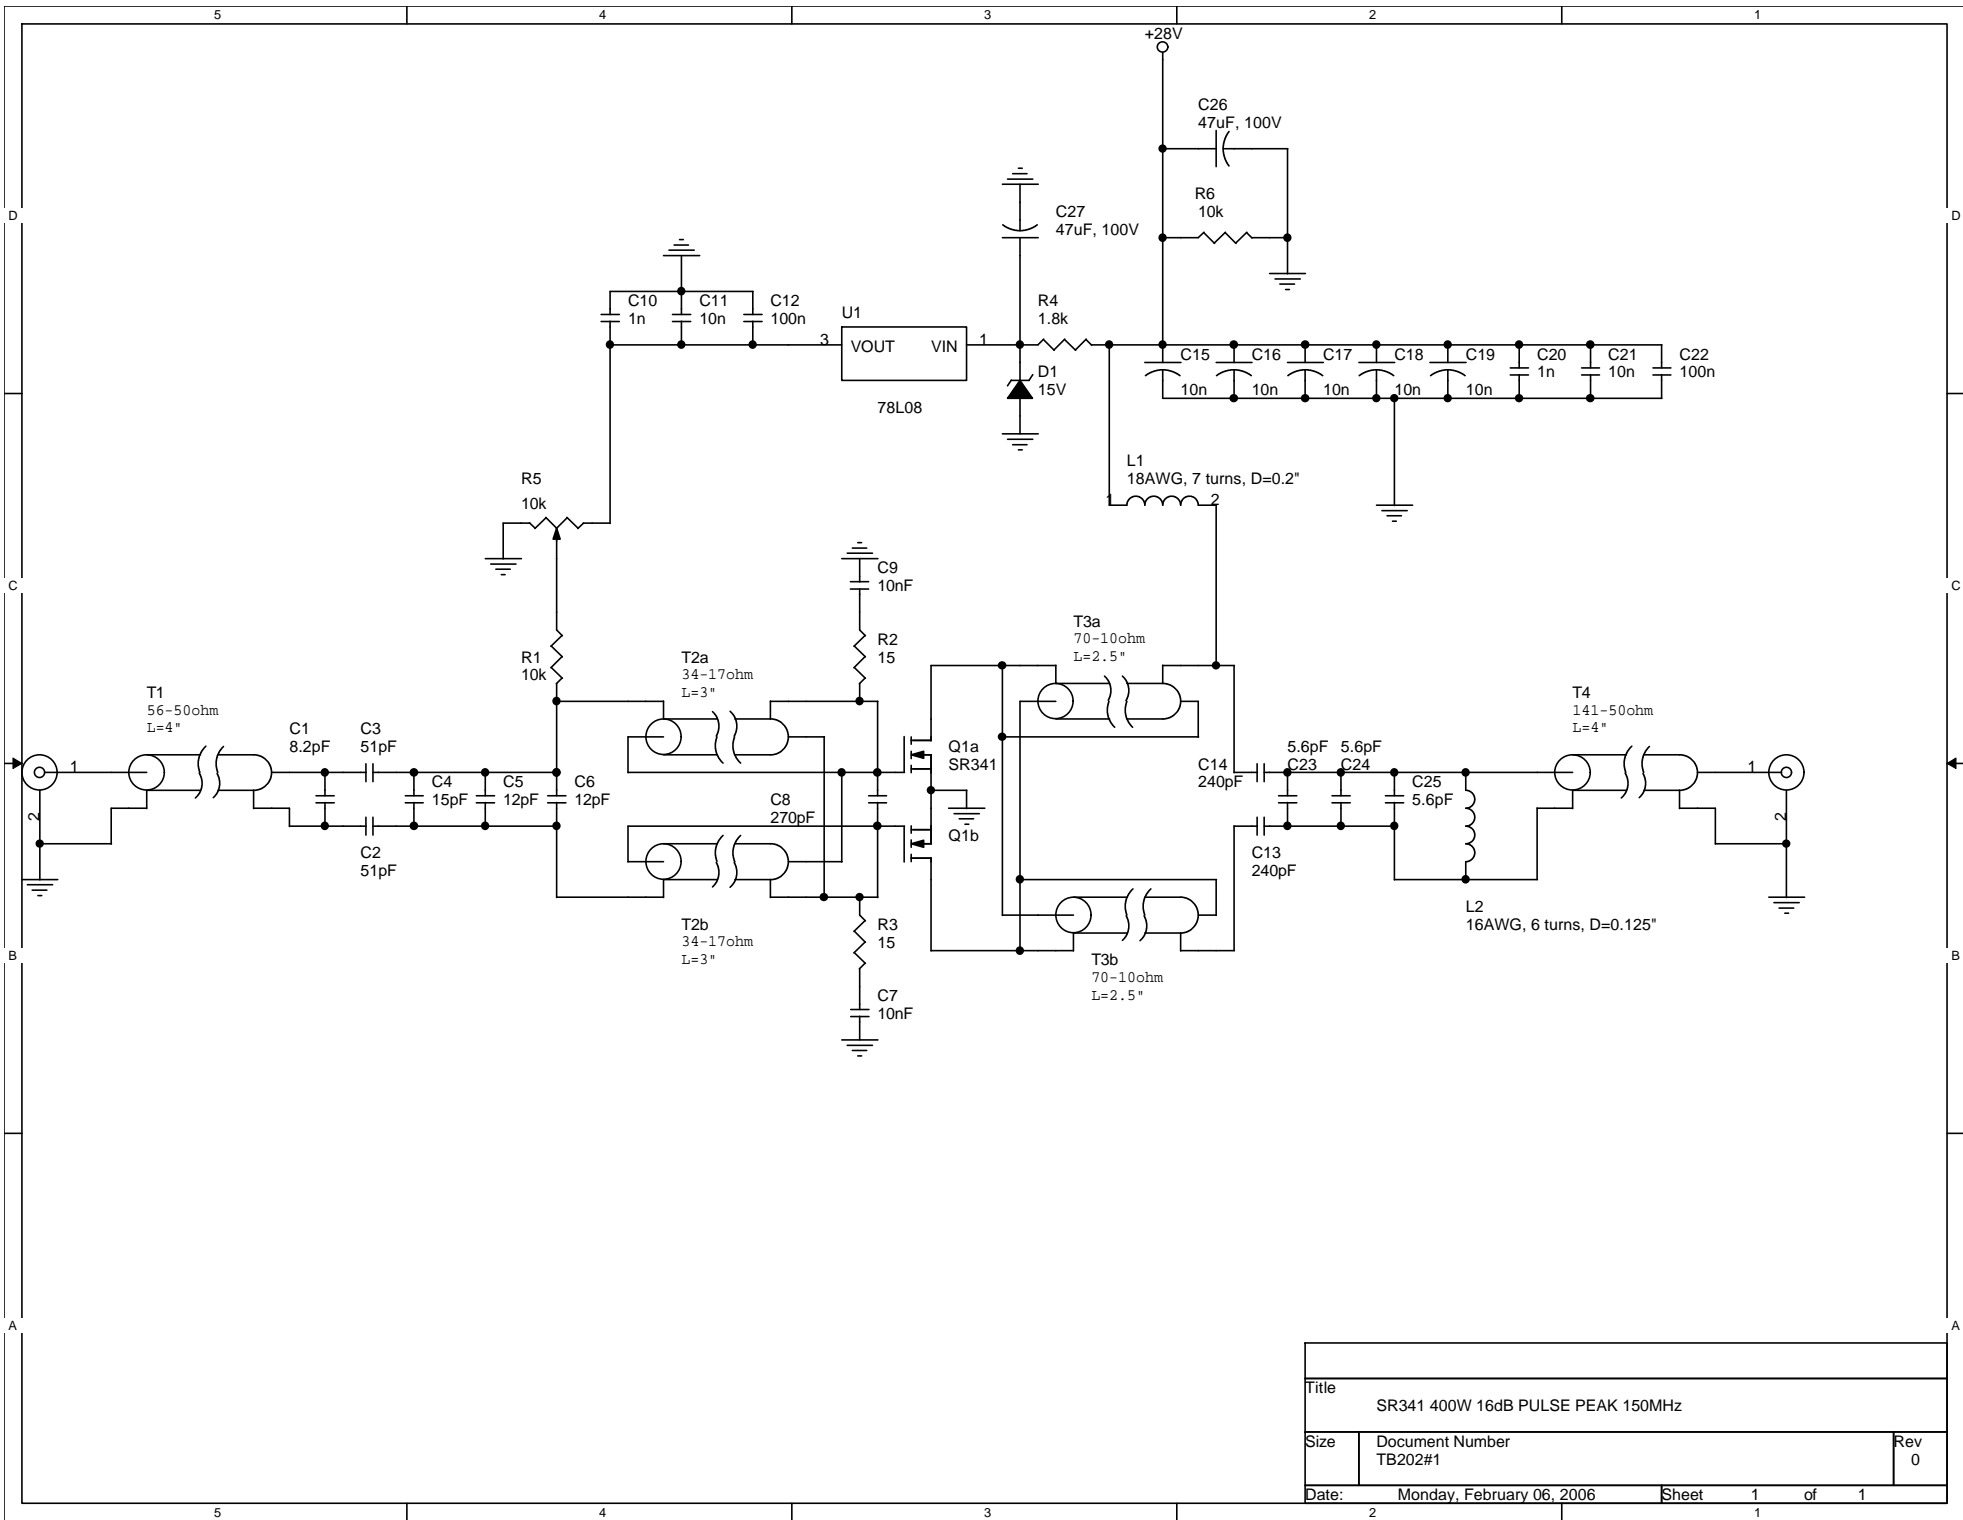 5 4 3 2 1
+28V
C26
47uF, 100V
D
R6
10k
D
C27
47uF, 100V
C10
1n
C11
10n
C12
100n
U1
3 VOUT VIN 1
78L08
R4
1.8k
D1
15V
C15
10n
C16
10n
C17
10n
C18
10n
C19
10n
C20
1n
C21
10n
C22
100n
L1
18AWG, 7 turns, D=0.2"
1 2
R5
10k
C
C9
10nF
C
R2
15
R1
10k
T2a
34-17ohm
L=3"
T3a
70-10ohm
L=2.5"
T1
56-50ohm
L=4"
T4
141-50ohm
L=4"
C1
8.2pF
C3
51pF
1
2
C4
15pF
C5
12pF
C6
12pF
C2
51pF
C8
270pF
Q1a
SR341
Q1b
C14
240pF
5.6pF 5.6pF
C23 C24
C25
5.6pF
C13
240pF
1
2
L2
16AWG, 6 turns, D=0.125"
T2b
34-17ohm
L=3"
R3
15
B
T3b
70-10ohm
L=2.5"
B
C7
10nF
A
A
Title
SR341 400W 16dB PULSE PEAK 150MHz
Size Document Number Rev
TB202#1 0
Date: Monday, February 06, 2006 Sheet 1 of 1
5 4 3 2 1